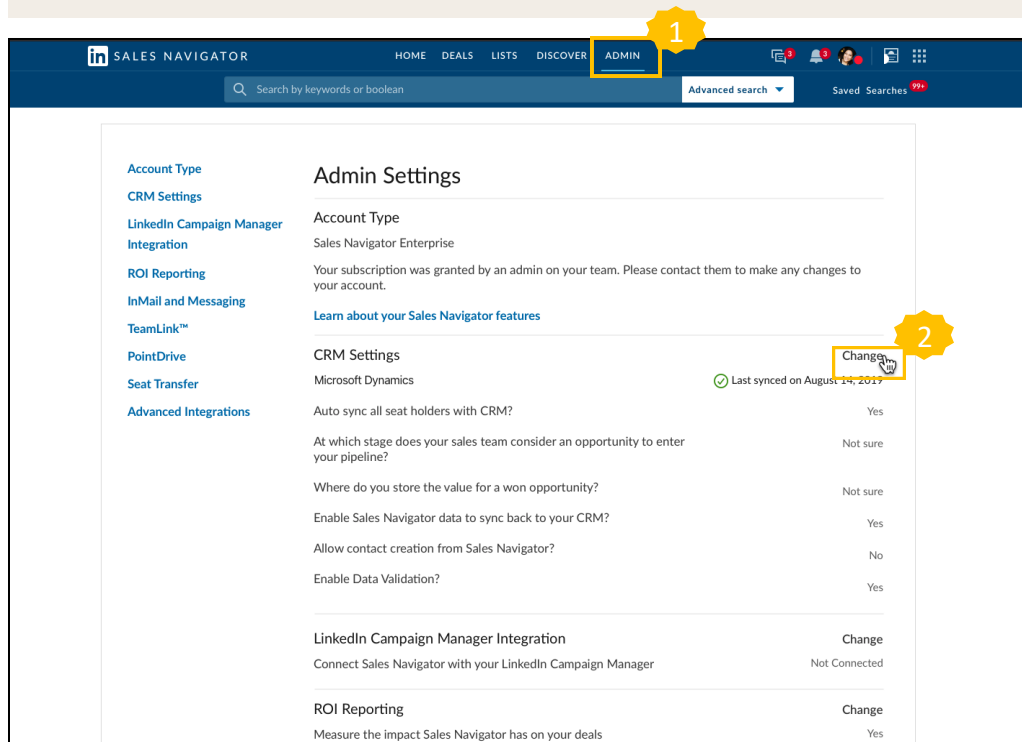 1
in SALES NAVIGATOR
HOME DEALS LISTS DISCOVER ADMIN
3 3
Search by keywords or boolean
Advanced search
Saved Searches 99+
Account Type
CRM Settings
LinkedIn Campaign Manager
Integration
ROI Reporting
InMail and Messaging
TeamLink™
PointDrive
Seat Transfer
Advanced Integrations
Admin Settings
Account Type
Sales Navigator Enterprise
Your subscription was granted by an admin on your team. Please contact them to make any changes to
your account.
Learn about your Sales Navigator features
2
CRM Settings Change
Microsoft Dynamics Last synced on August 14, 2019
Auto sync all seat holders with CRM? Yes
At which stage does your sales team consider an opportunity to enter
your pipeline? Not sure
Where do you store the value for a won opportunity? Not sure
Enable Sales Navigator data to sync back to your CRM? Yes
Allow contact creation from Sales Navigator? No
Enable Data Validation? Yes
LinkedIn Campaign Manager Integration Change
Connect Sales Navigator with your LinkedIn Campaign Manager Not Connected
ROI Reporting Change
Measure the impact Sales Navigator has on your deals Yes